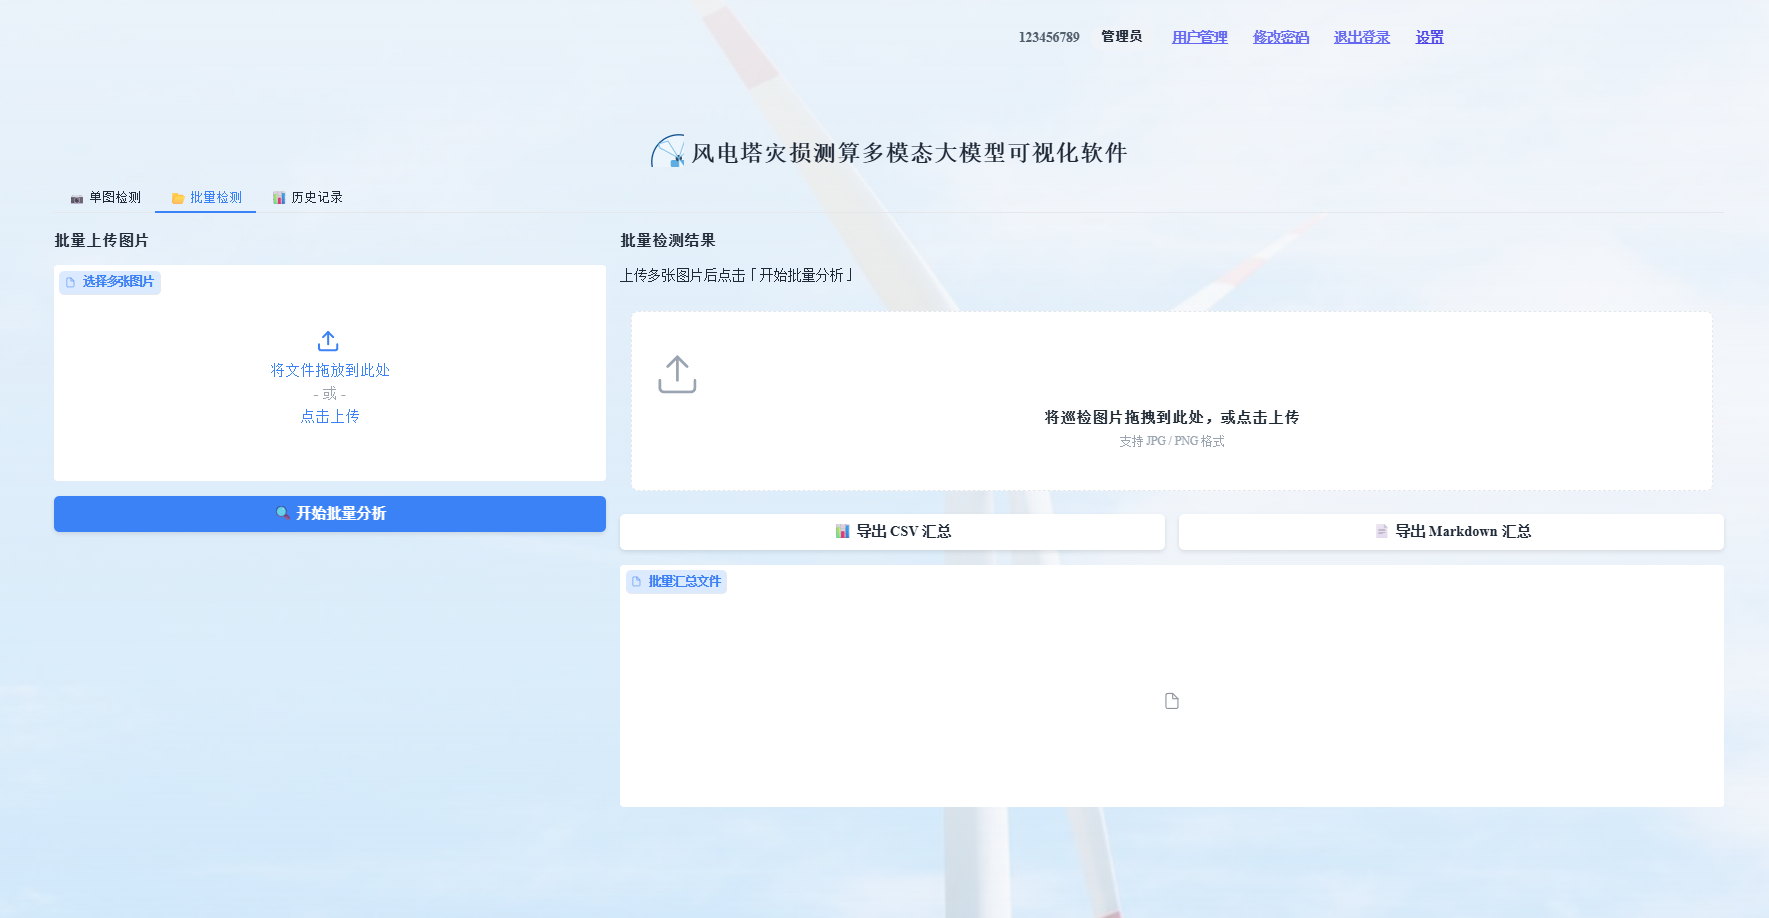 123456789 管理员 用户管理 修改密码 退出登录 设置
风电塔灾损测算多模态大模型可视化软件
单图检测 批量检测 历史记录
批量上传图片
选择多张图片
将文件拖放到此处
- 或 -
点击上传
开始批量分析
批量检测结果
上传多张图片后点击「开始批量分析」
将巡检图片拖拽到此处，或点击上传
支持 JPG / PNG 格式
导出 CSV 汇总
导出 Markdown 汇总
批量汇总文件